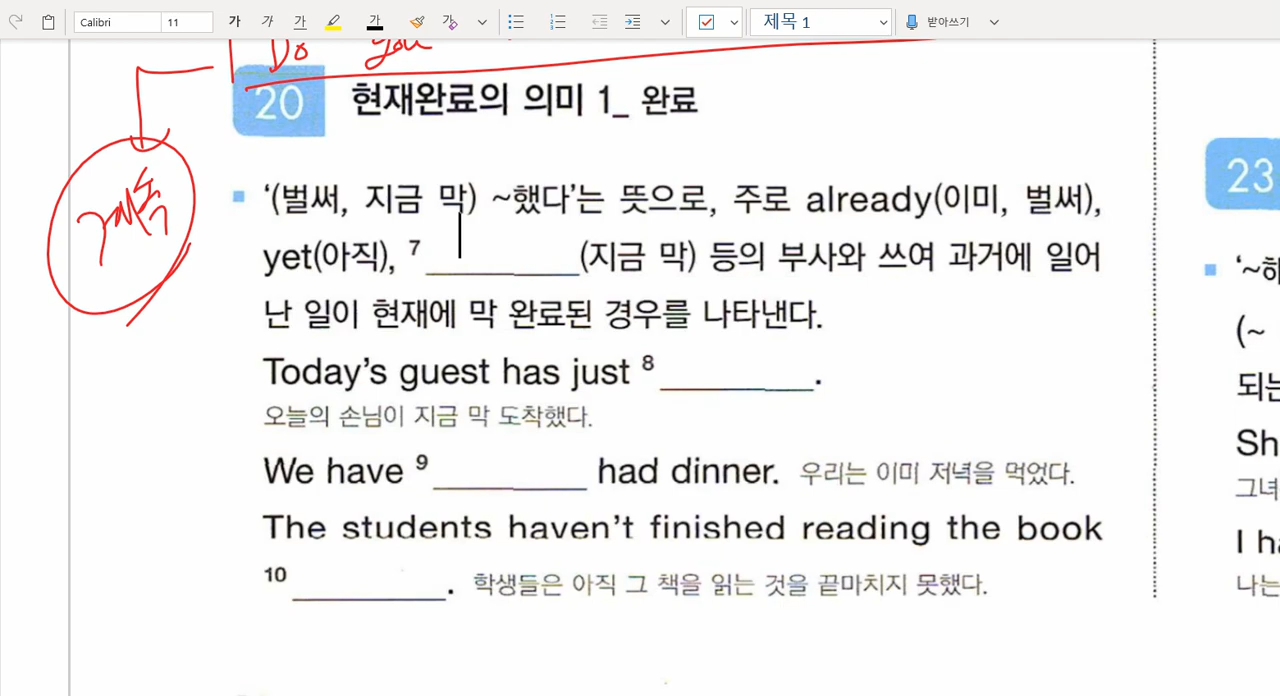 Calibri 11 가 가 가 가 가 제목 1 받아쓰기
Do you
20 현재완료의 의미 1_ 완료
계속
‘(벌써, 지금 막) ~했다’는 뜻으로, 주로 already(이미, 벌써),
yet(아직), 7 ________(지금 막) 등의 부사와 쓰여 과거에 일어
난 일이 현재에 막 완료된 경우를 나타낸다.
Today’s guest has just 8 ________.
오늘의 손님이 지금 막 도착했다.
We have 9 ________ had dinner. 우리는 이미 저녁을 먹었다.
The students haven’t finished reading the book
10 ________. 학생들은 아직 그 책을 읽는 것을 끝마치지 못했다.
23
‘~하
(~
되는
Sh
그녀
I ha
나는